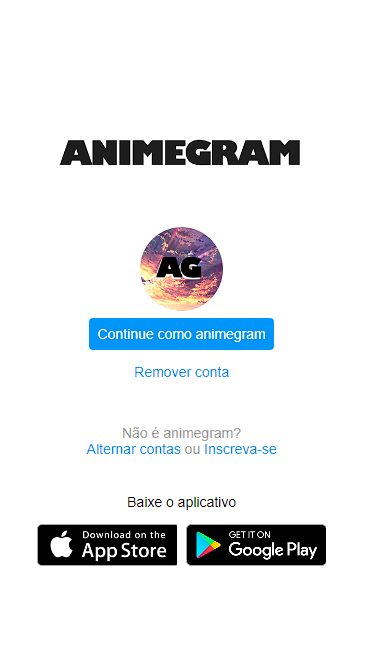 ANIMEGRAM
AG
Continue como animegram
Remover conta
Não é animegram?
Alternar contas ou Inscreva-se
Baixe o aplicativo
Download on the
App Store
GET IT ON
Google Play